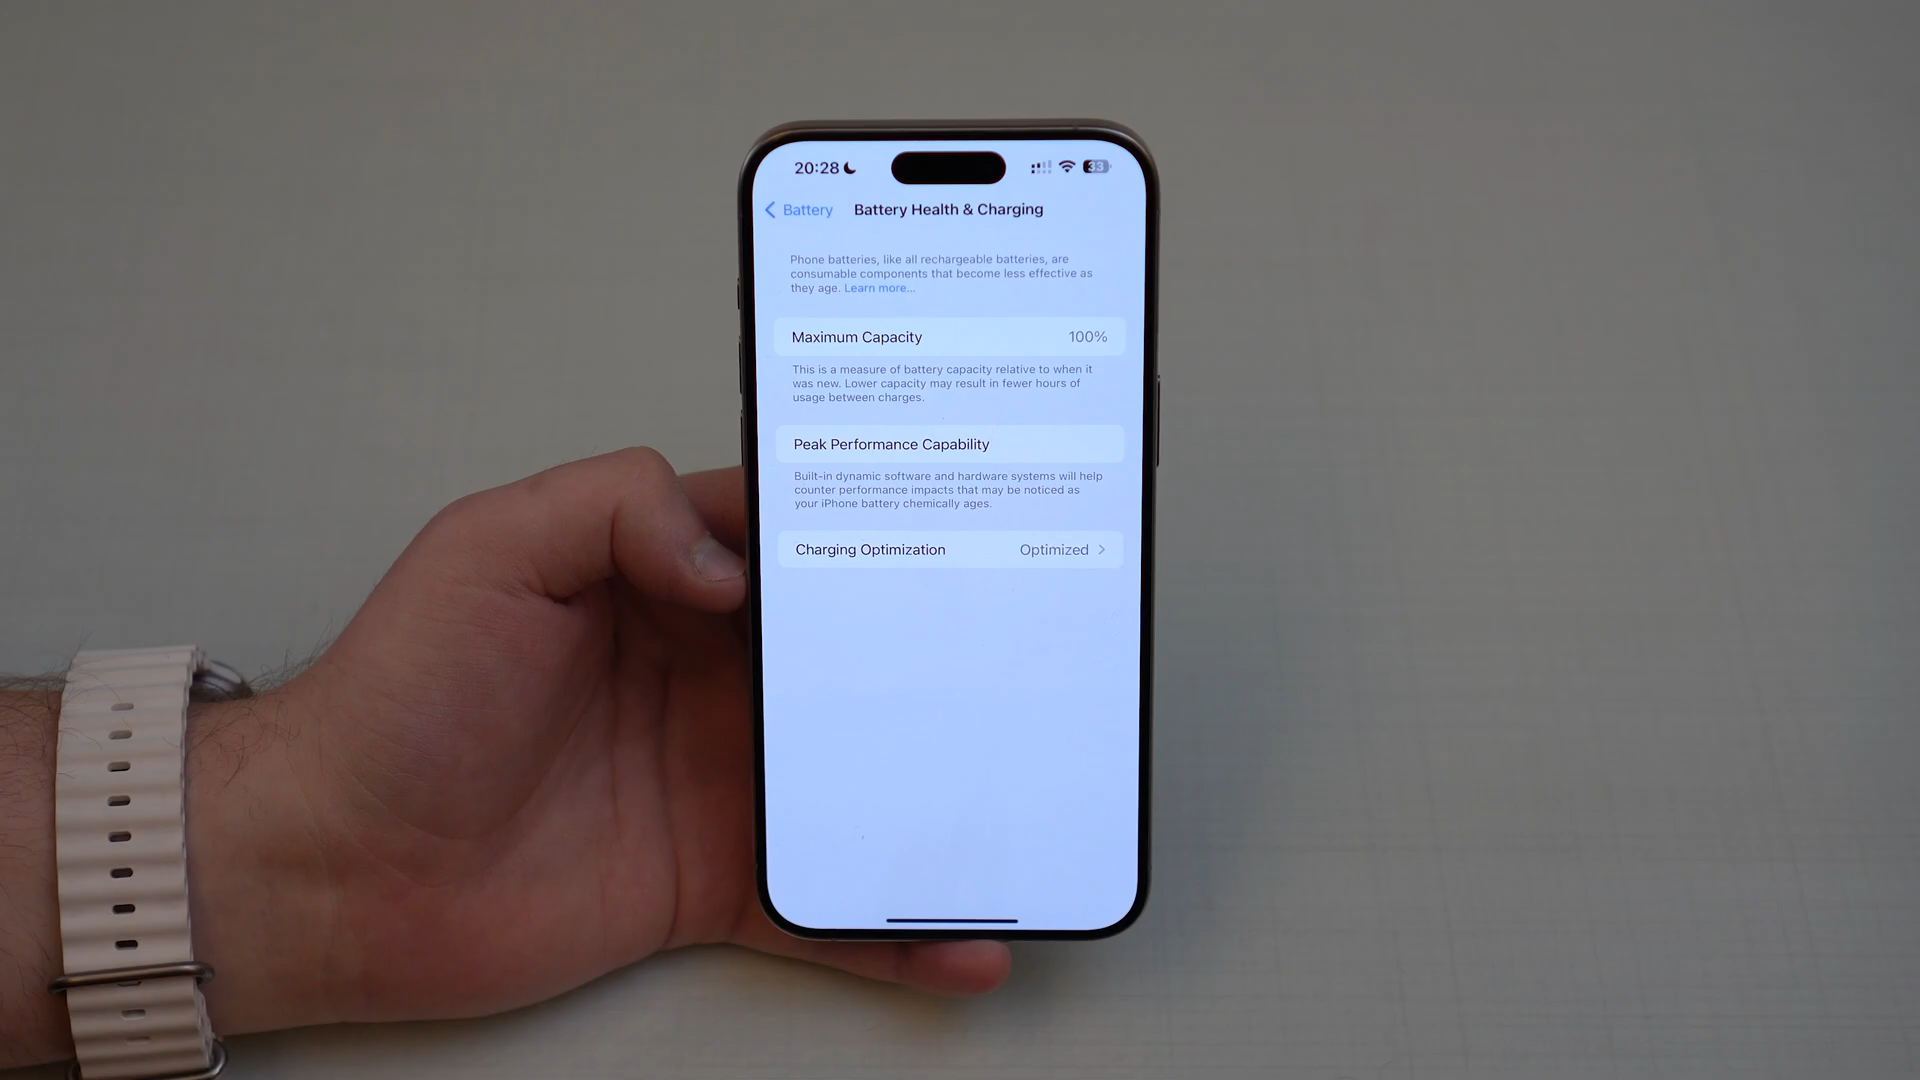 20:28
33
Battery
Battery Health & Charging
Phone batteries, like all rechargeable batteries, are
consumable components that become less effective as
they age. Learn more...
Maximum Capacity 100%
This is a measure of battery capacity relative to when it
was new. Lower capacity may result in fewer hours of
usage between charges.
Peak Performance Capability
Built-in dynamic software and hardware systems will help
counter performance impacts that may be noticed as
your iPhone battery chemically ages.
Charging Optimization Optimized